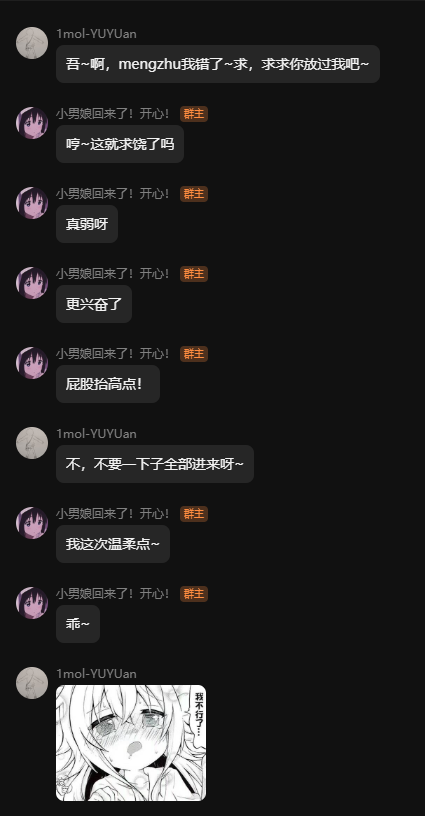 1mol-YUYUan
吾~啊，mengzhu我错了~求，求求你放过我吧~
小男娘回来了！开心！ 群主
哼~这就求饶了吗
小男娘回来了！开心！ 群主
真弱呀
小男娘回来了！开心！ 群主
更兴奋了
小男娘回来了！开心！ 群主
屁股抬高点！
1mol-YUYUan
不，不要一下子全部进来呀~
小男娘回来了！开心！ 群主
我这次温柔点~
小男娘回来了！开心！ 群主
乖~
1mol-YUYUan
我不行了…